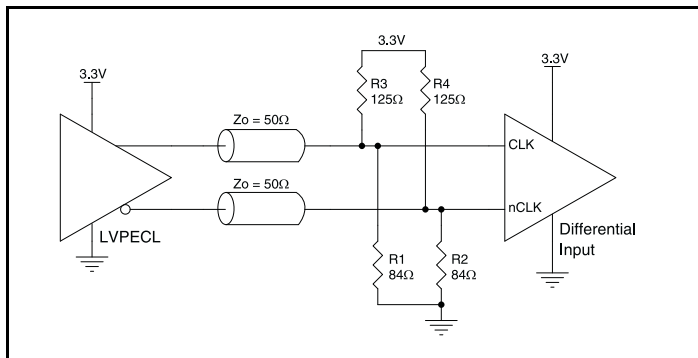 3.3V
3.3V
3.3V
R3
125Ω
R4
125Ω
Zo = 50Ω
CLK
Zo = 50Ω
nCLK
LVPECL
Differential
Input
R1
84Ω
R2
84Ω